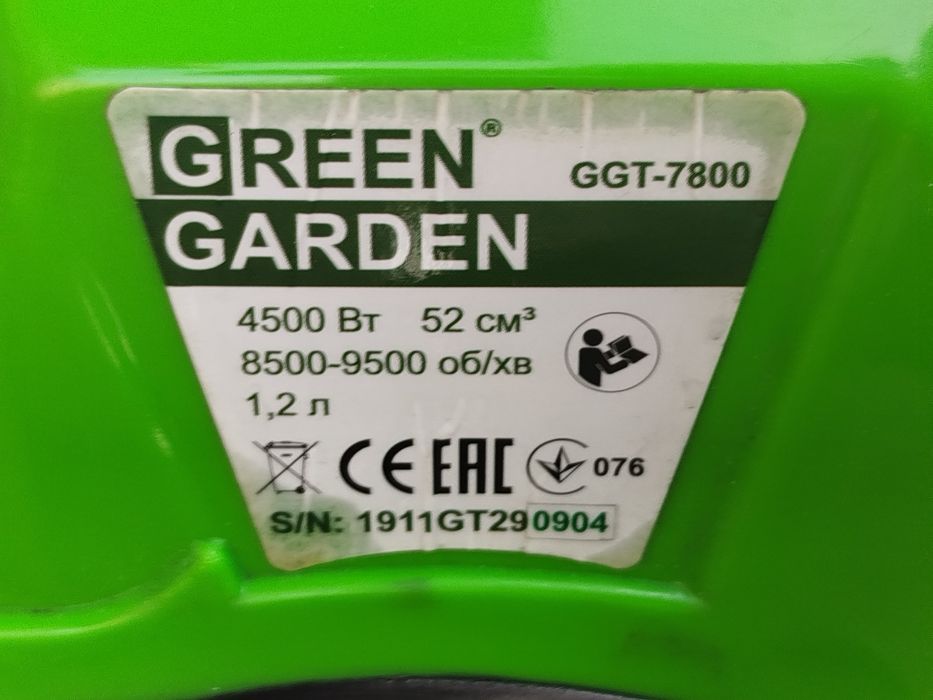 GREEN®
GGT-7800
GARDEN
4500 Вт 52 см³
8500-9500 об/хв
1,2 л
CE EAC 076
S/N: 1911GT290904